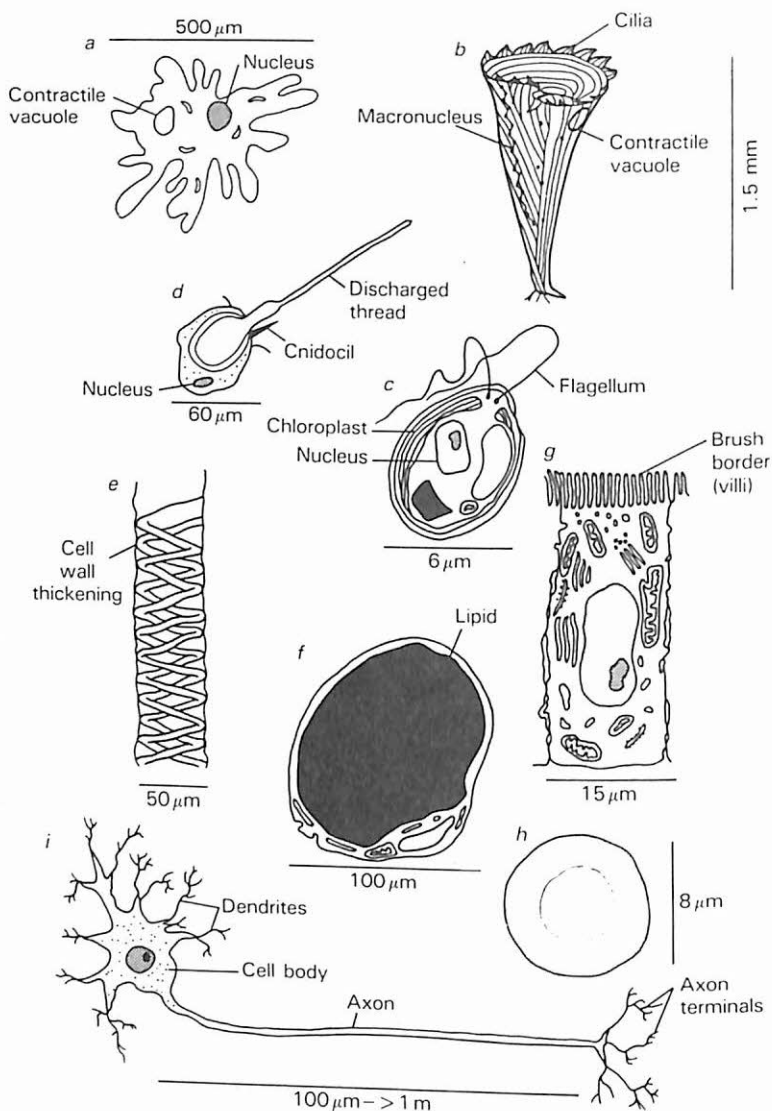 500 μm
a
Nucleus
Contractile
vacuole
b
Cilia
Macronucleus
Contractile
vacuole
1.5 mm
d
Discharged
thread
Cnidocil
Nucleus
60 μm
c
Flagellum
Chloroplast
Nucleus
6 μm
e
Cell
wall
thickening
50 μm
f
Lipid
100 μm
g
Brush
border
(villi)
15 μm
h
8 μm
i
Dendrites
Cell body
Axon
Axon
terminals
100 μm – > 1 m